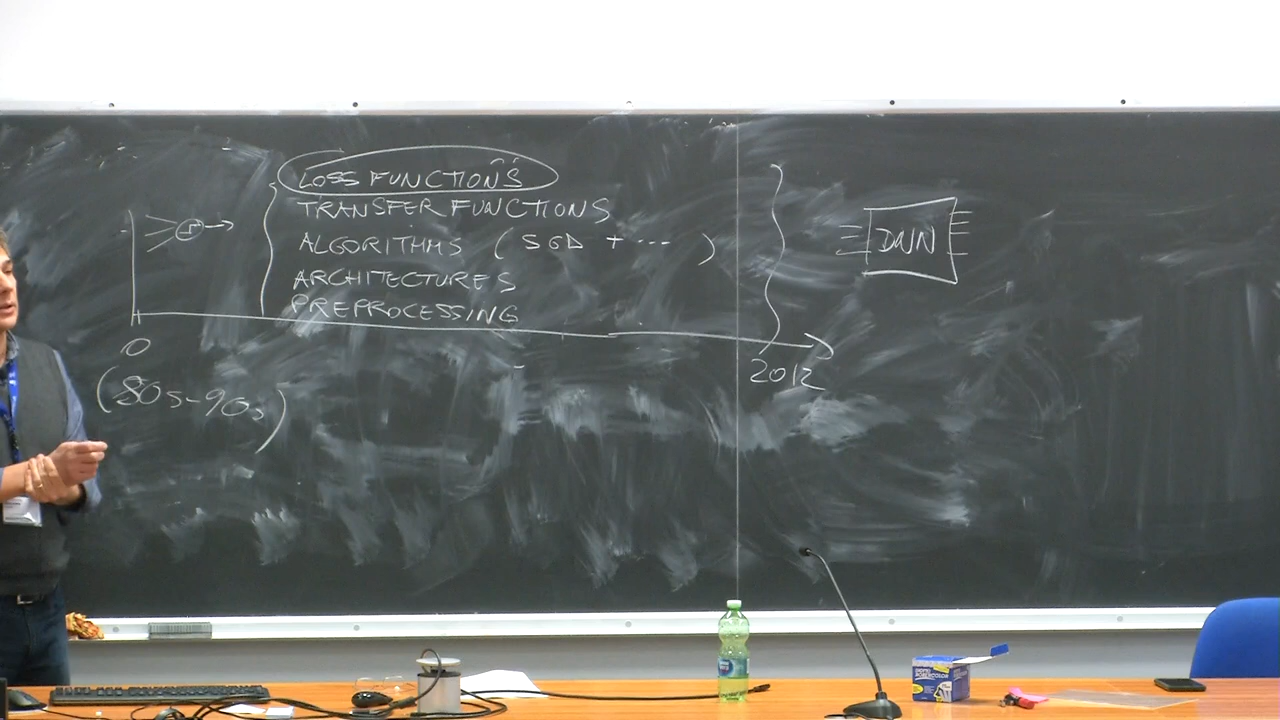 LOSS FUNCTIONS
TRANSFER FUNCTIONS
ALGORITHMS ( SGD + ... )
ARCHITECTURES
PREPROCESSING
DNN
0
2012
(80s-90s)